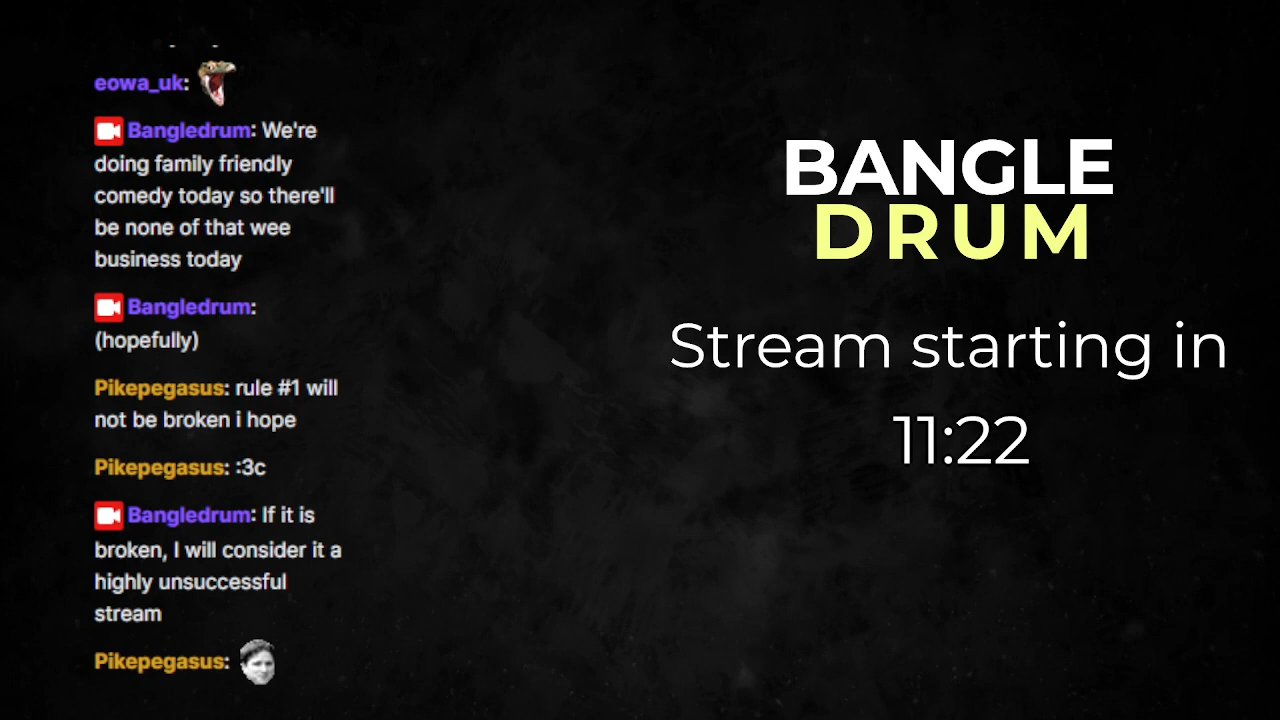 eowa_uk:
Bangledrum: We're
doing family friendly
comedy today so there'll
be none of that wee
business today
Bangledrum:
(hopefully)
Pikepegasus: rule #1 will
not be broken i hope
Pikepegasus: :3c
Bangledrum: If it is
broken, I will consider it a
highly unsuccessful
stream
Pikepegasus:
BANGLE
DRUM
Stream starting in
11:22